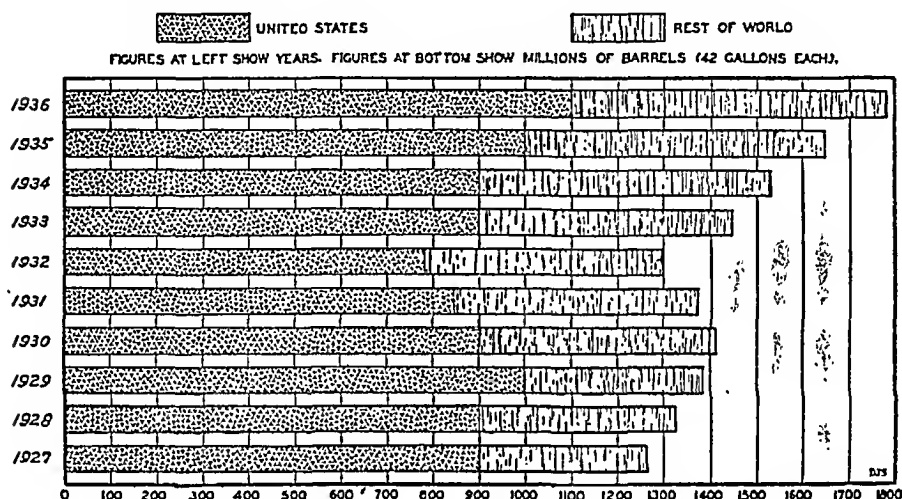 UNITED STATES
REST OF WORLD
FIGURES AT LEFT SHOW YEARS. FIGURES AT BOTTOM SHOW MILLIONS OF BARRELS (42 GALLONS EACH).
1936
1935
1934
1933
1932
1931
1930
1929
1928
1927
DJS
0 100 200 300 400 500 600 700 800 900 1000 1100 1200 1300 1400 1500 1600 1700 1800